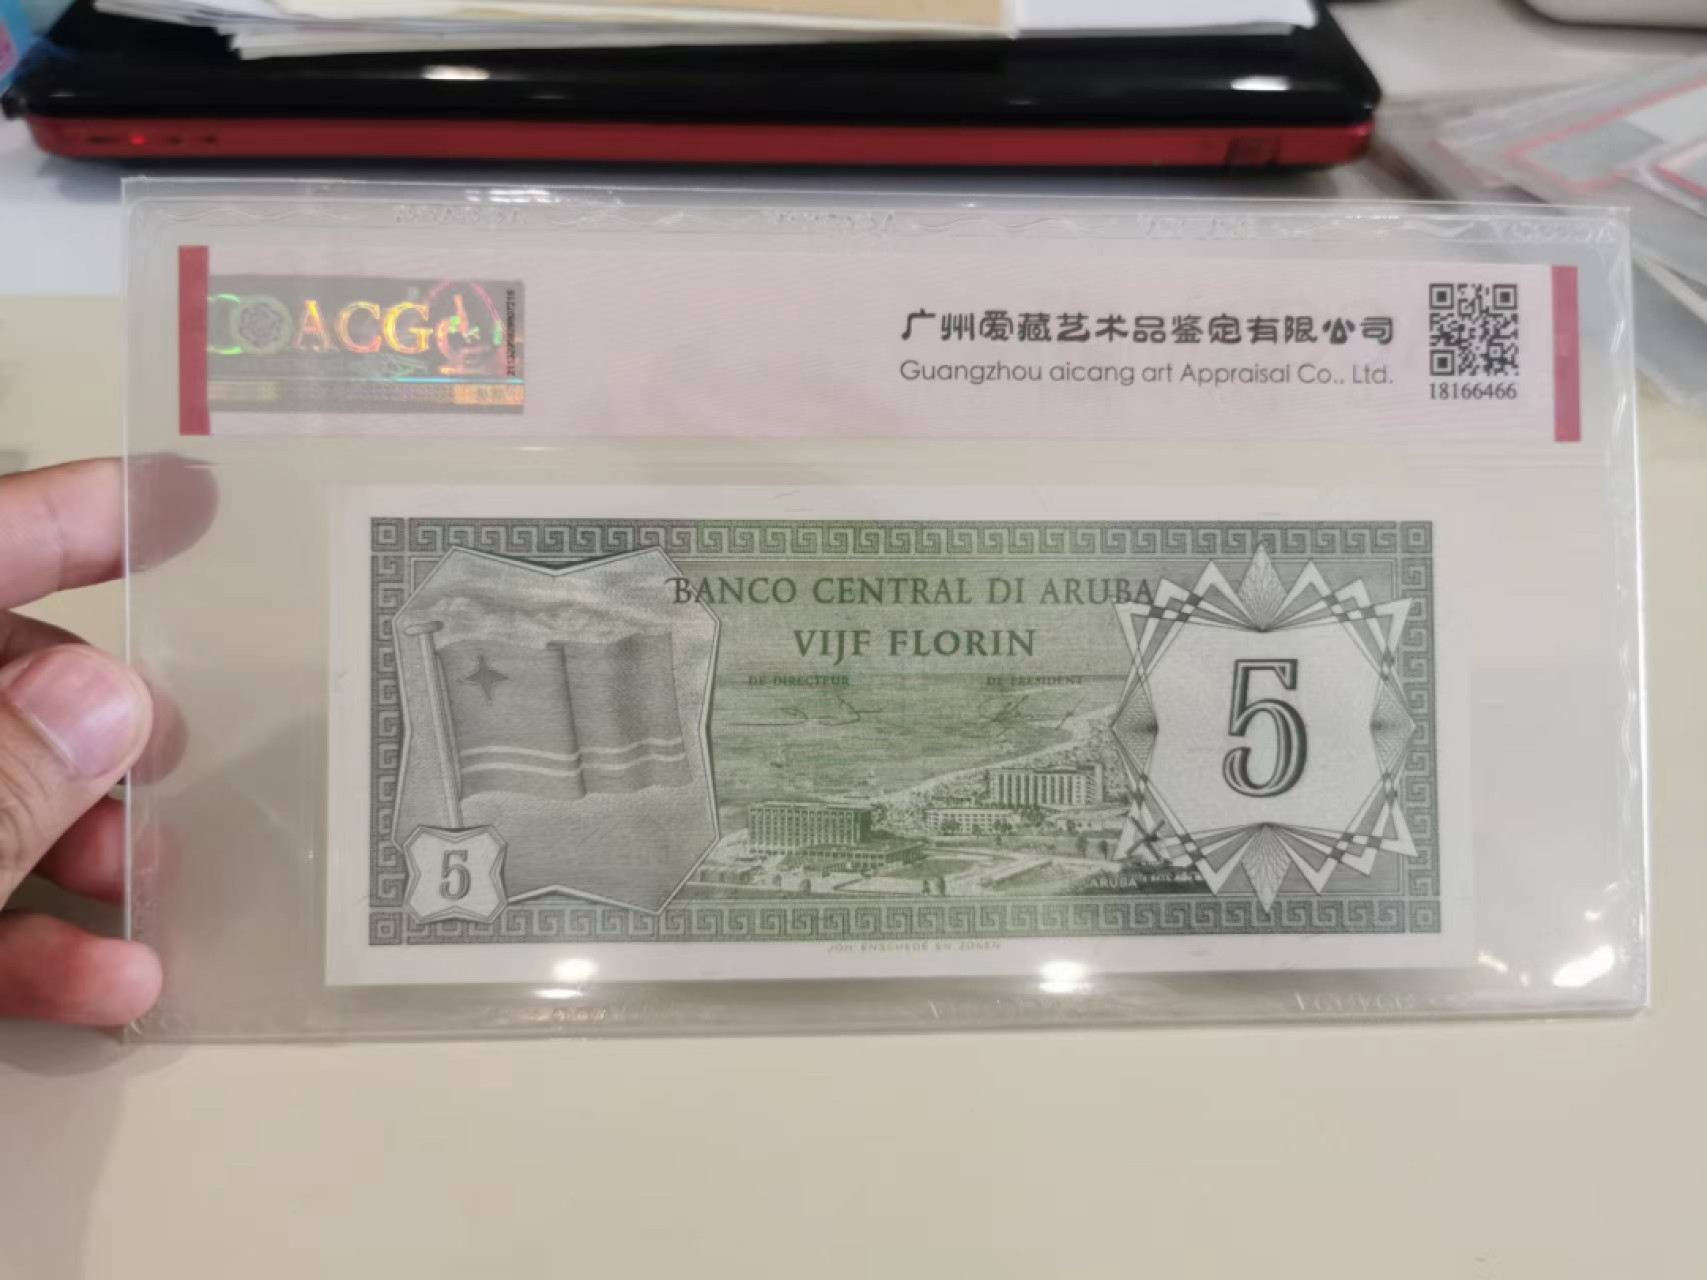 ACG
广州爱藏艺术品鉴定有限公司
Guangzhou aicang art Appraisal Co., Ltd.
18166466
BANCO CENTRAL DI ARUBA
VIJF FLORIN
DE DIRECTEUR
DE PRESIDENT
5
5
ARUBA
JOH. ENSCHEDÉ EN ZONEN